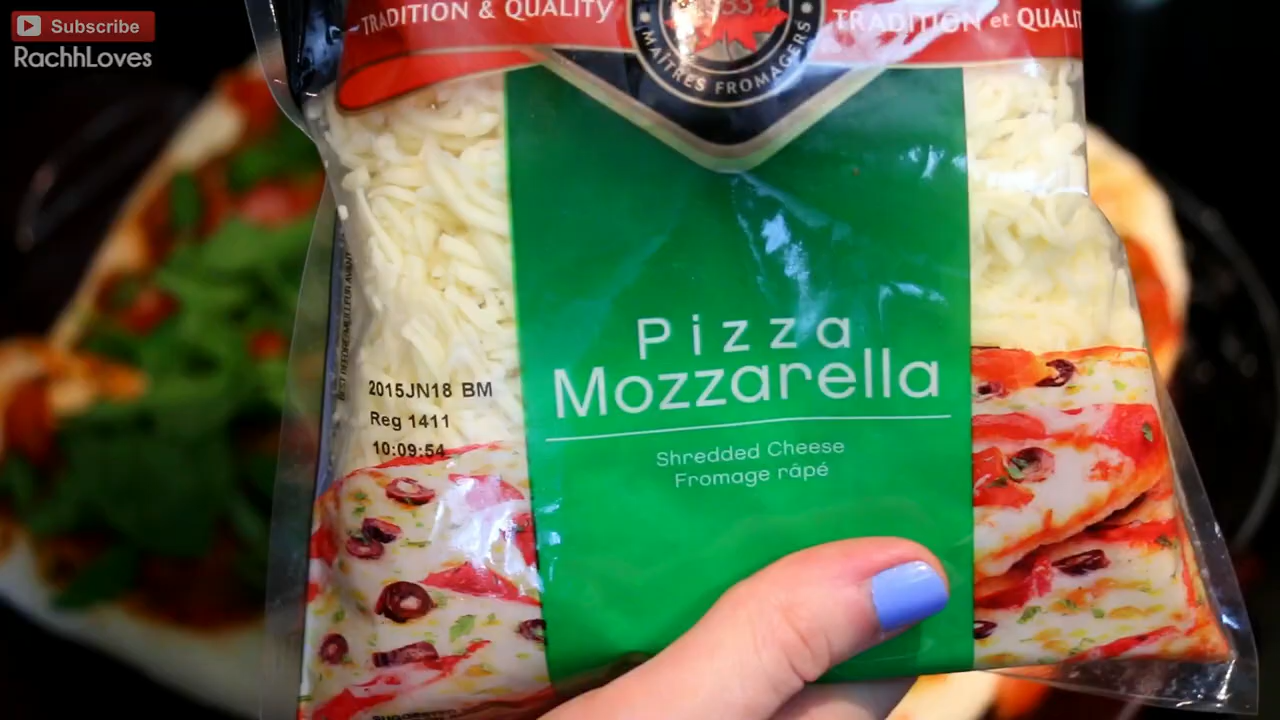 Subscribe
RachhLoves
TRADITION & QUALITY
MAÎTRES FROMAGERS
TRADITION et QUALIT
Pizza
Mozzarella
Shredded Cheese
Fromage râpé
2015JN18 BM
Reg 1411
10:09:54